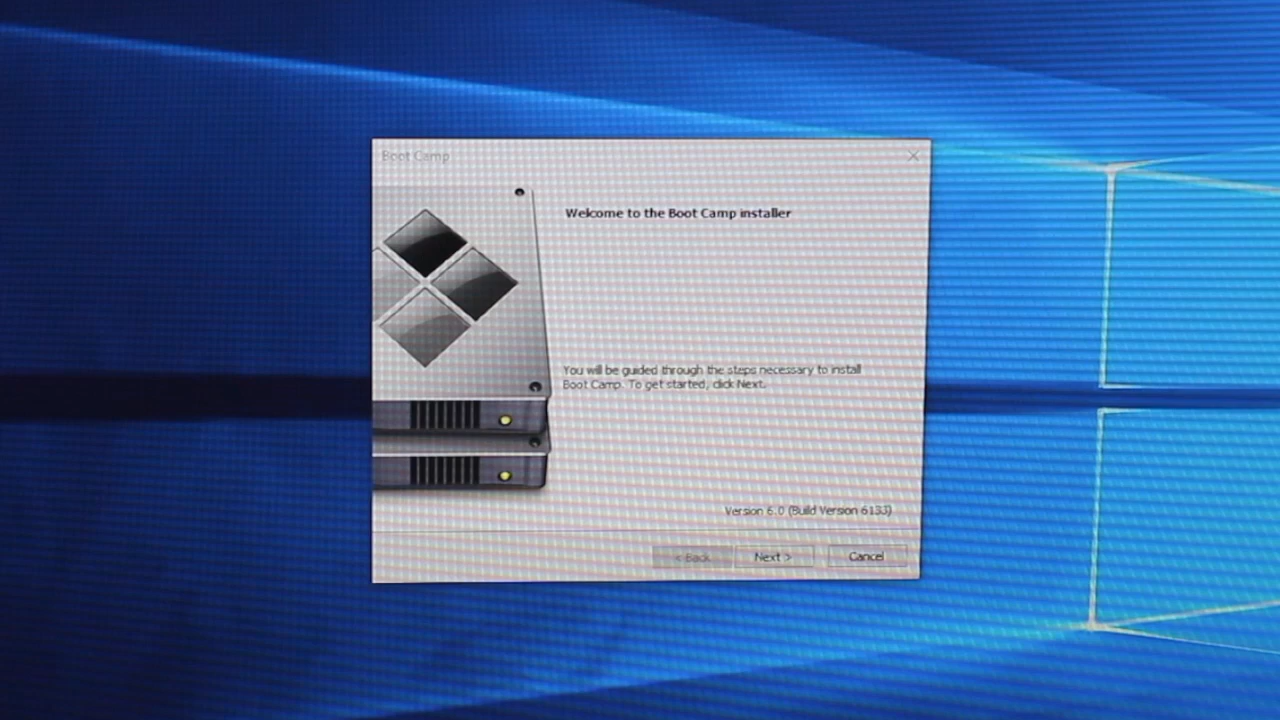 Boot Camp
Welcome to the Boot Camp installer
You will be guided through the steps necessary to install
Boot Camp. To get started, click Next.
Version 6.0 (Build Version 6133)
< Back
Next >
Cancel